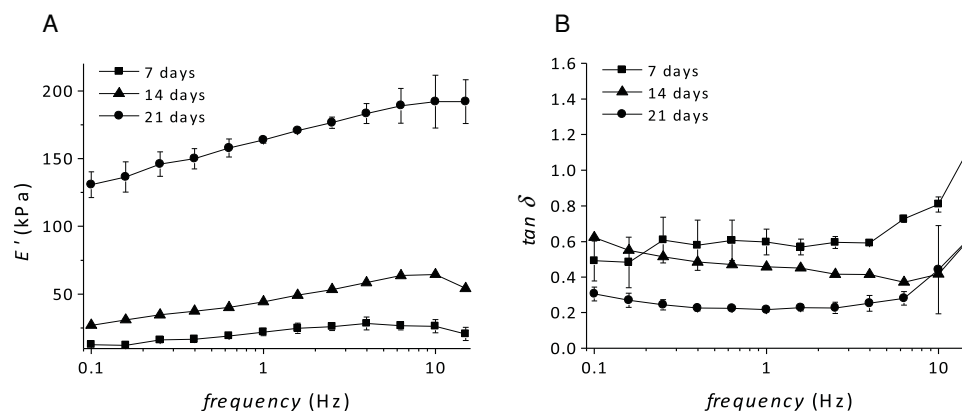 A
7 days
14 days
21 days
200
150
100
50
E' (kPa)
0.1 1 10
frequency (Hz)
B
7 days
14 days
21 days
1.6
1.4
1.2
1.0
0.8
0.6
0.4
0.2
0.0
tan δ
0.1 1 10
frequency (Hz)